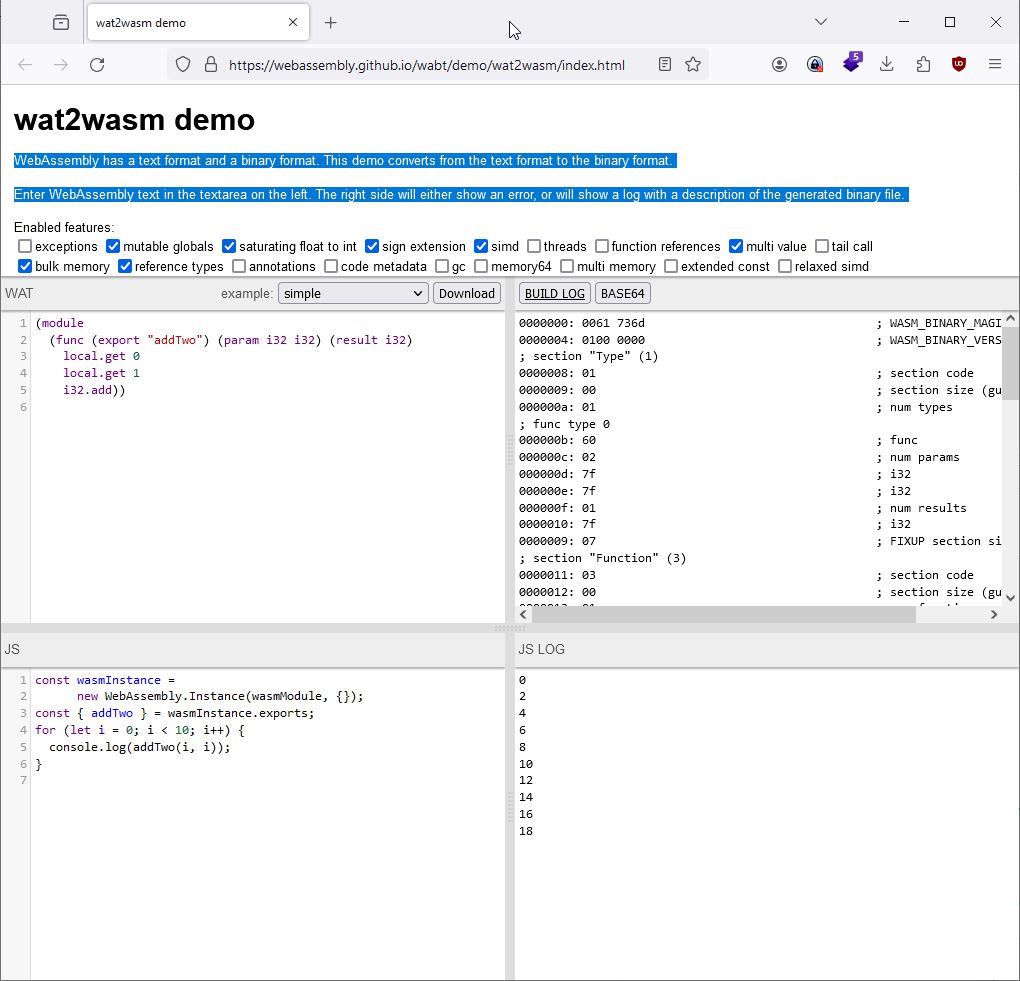 wat2wasm demo
https://webassembly.github.io/wabt/demo/wat2wasm/index.html
5
UD
wat2wasm demo
WebAssembly has a text format and a binary format. This demo converts from the text format to the binary format.
Enter WebAssembly text in the textarea on the left. The right side will either show an error, or will show a log with a description of the generated binary file.
Enabled features:
exceptions mutable globals saturating float to int sign extension simd threads function references multi value tail call
bulk memory reference types annotations code metadata gc memory64 multi memory extended const relaxed simd
WAT example: simple Download
1 (module
2   (func (export "addTwo") (param i32 i32) (result i32)
3     local.get 0
4     local.get 1
5     i32.add))
6
BUILD LOG BASE64
0000000: 0061 736d ; WASM_BINARY_MAGI
0000004: 0100 0000 ; WASM_BINARY_VERS
; section "Type" (1)
0000008: 01 ; section code
0000009: 00 ; section size (gu
000000a: 01 ; num types
; func type 0
000000b: 60 ; func
000000c: 02 ; num params
000000d: 7f ; i32
000000e: 7f ; i32
000000f: 01 ; num results
0000010: 7f ; i32
0000009: 07 ; FIXUP section si
; section "Function" (3)
0000011: 03 ; section code
0000012: 00 ; section size (gu
JS
1 const wasmInstance =
2       new WebAssembly.Instance(wasmModule, {});
3 const { addTwo } = wasmInstance.exports;
4 for (let i = 0; i < 10; i++) {
5   console.log(addTwo(i, i));
6 }
7
JS LOG
0
2
4
6
8
10
12
14
16
18